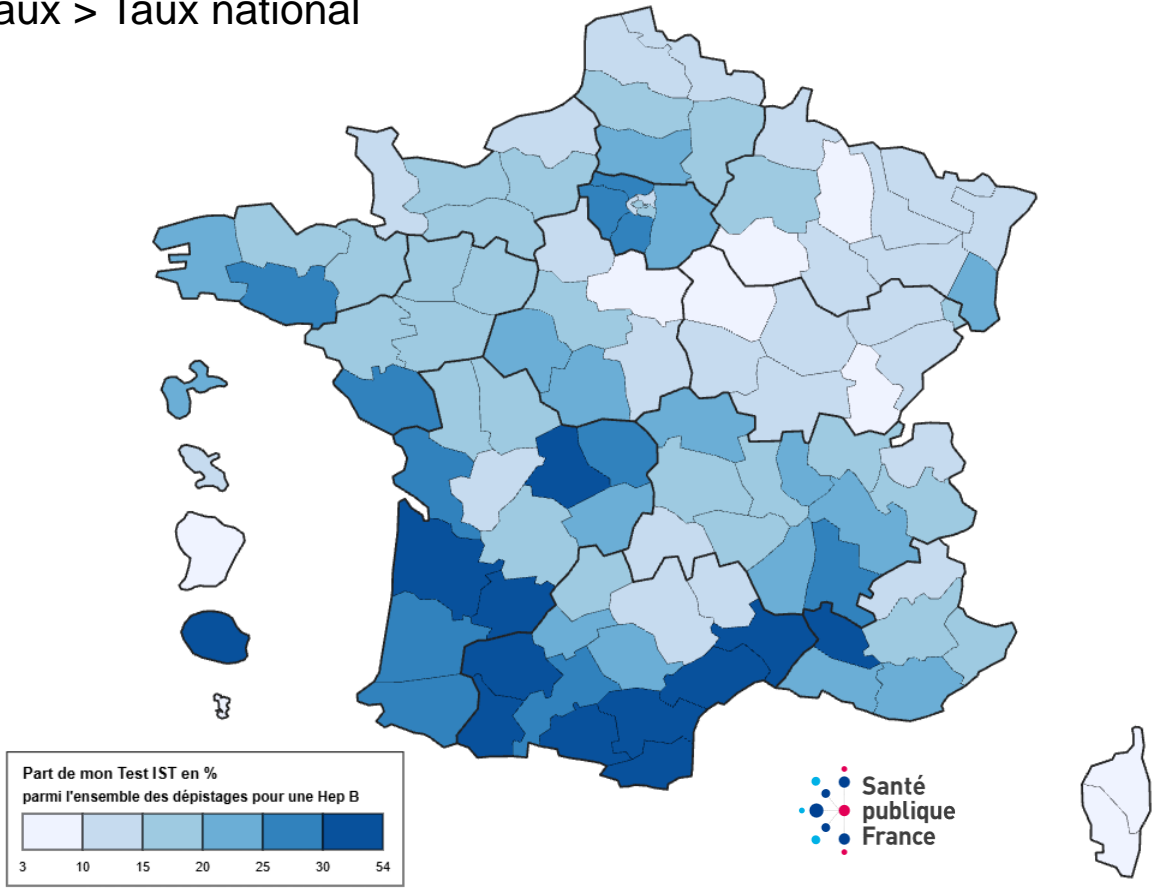 aux > Taux national
Part de mon Test IST en %
parmi l'ensemble des dépistages pour une Hep B
3 10 15 20 25 30 54
Santé
publique
France